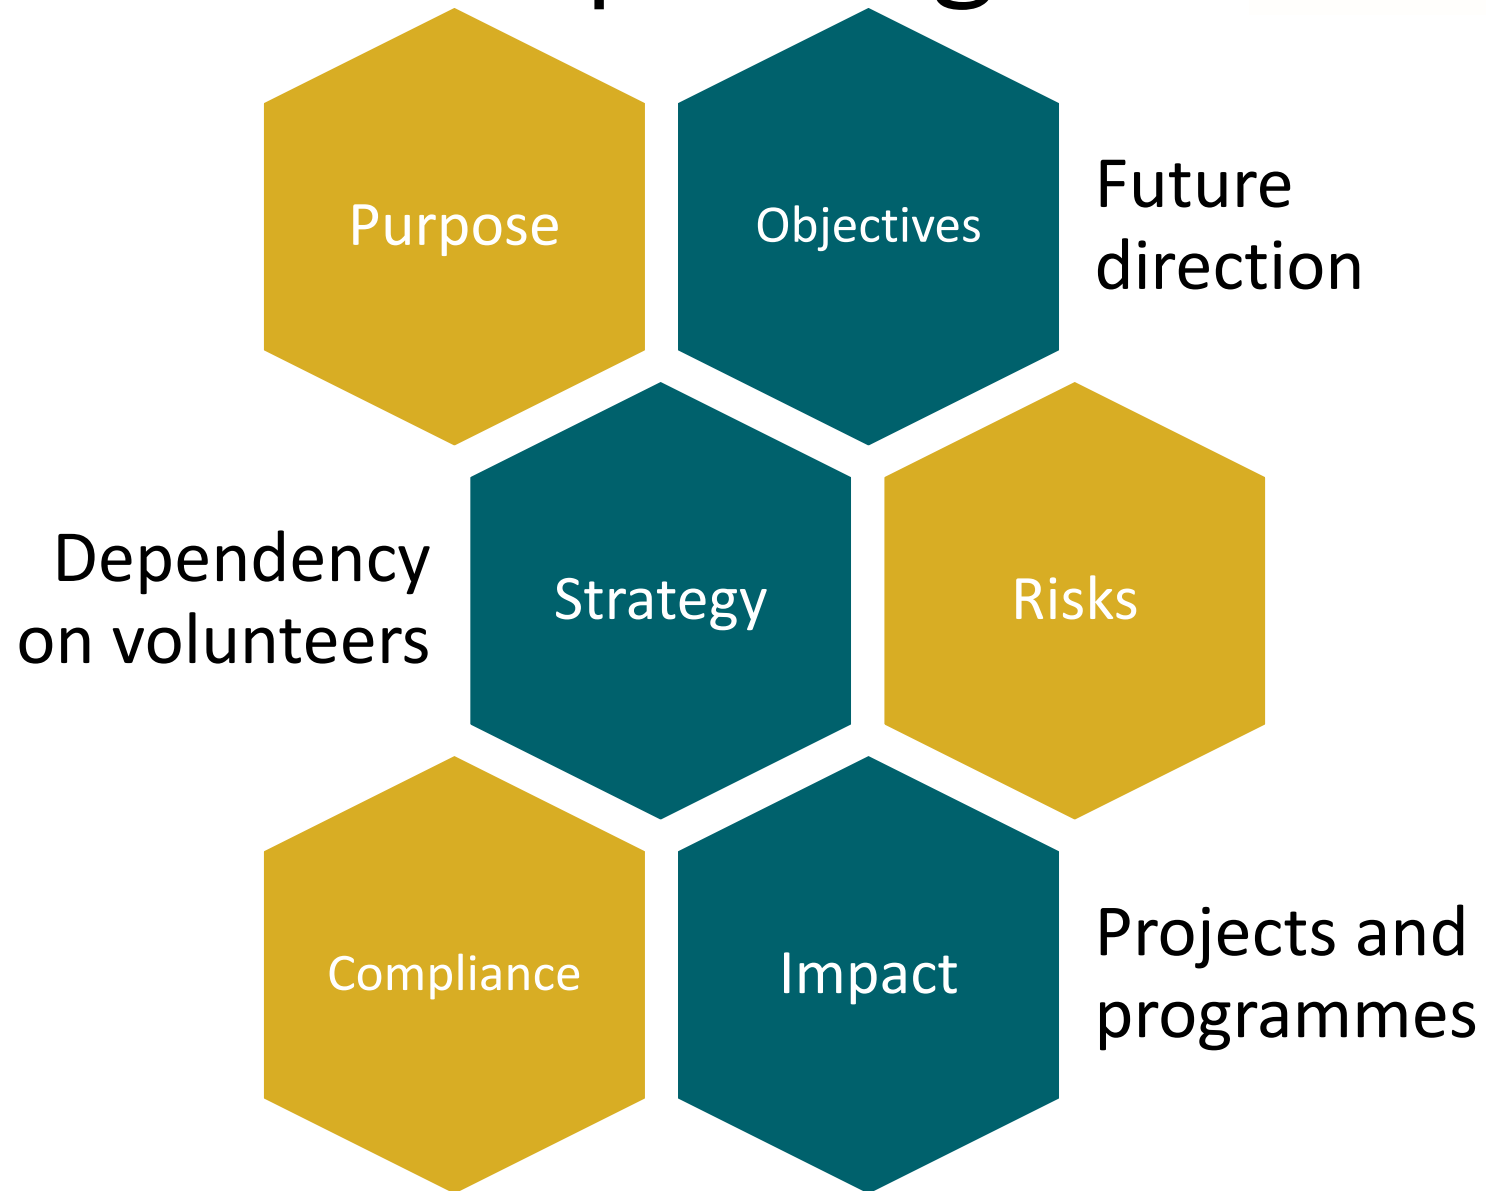 Purpose
Objectives
Future
direction
Dependency
on volunteers
Strategy
Risks
Compliance
Impact
Projects and
programmes